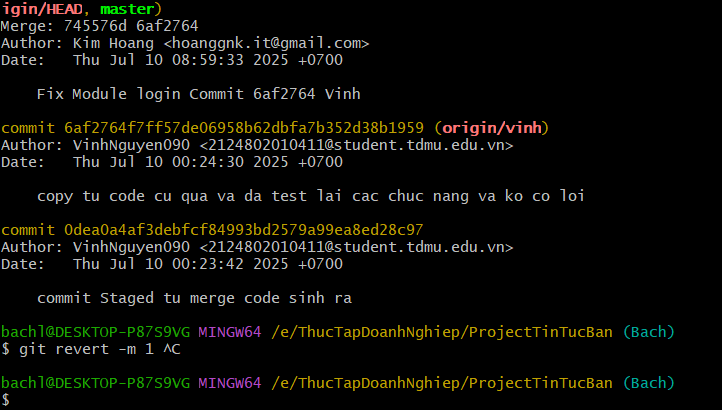 igin/HEAD, master)
Merge: 745576d 6af2764
Author: Kim Hoang <hoanggnk.it@gmail.com>
Date:   Thu Jul 10 08:59:33 2025 +0700
    Fix Module login Commit 6af2764 Vinh
commit 6af2764f7ff57de06958b62dbfa7b352d38b1959 (origin/vinh)
Author: VinhNguyen090 <2124802010411@student.tdmu.edu.vn>
Date:   Thu Jul 10 00:24:30 2025 +0700
    copy tu code cu qua va da test lai cac chuc nang va ko co loi
commit 0dea0a4af3debfcf84993bd2579a99ea8ed28c97
Author: VinhNguyen090 <2124802010411@student.tdmu.edu.vn>
Date:   Thu Jul 10 00:23:42 2025 +0700
    commit Staged tu merge code sinh ra
bachl@DESKTOP-P87S9VG MINGW64 /e/ThucTapDoanhNghiep/ProjectTinTucBan (Bach)
$ git revert -m 1 ^C
bachl@DESKTOP-P87S9VG MINGW64 /e/ThucTapDoanhNghiep/ProjectTinTucBan (Bach)
$